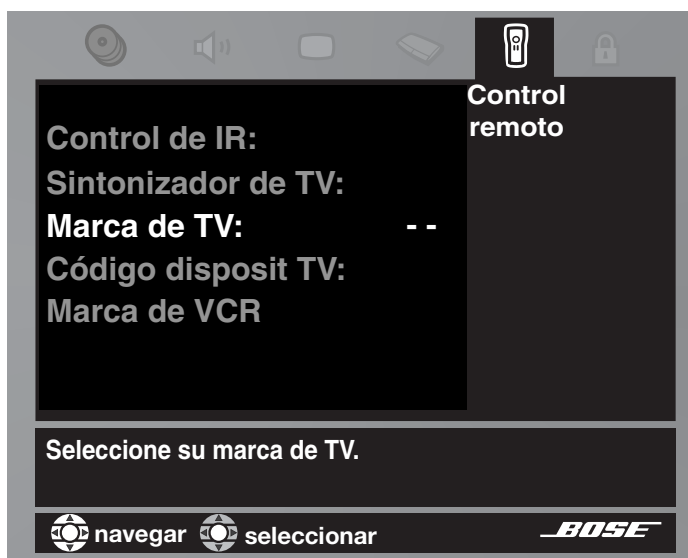 Control
remoto
Control de IR:
Sintonizador de TV:
Marca de TV: - -
Código disposit TV:
Marca de VCR
Seleccione su marca de TV.
navegar seleccionar BOSE